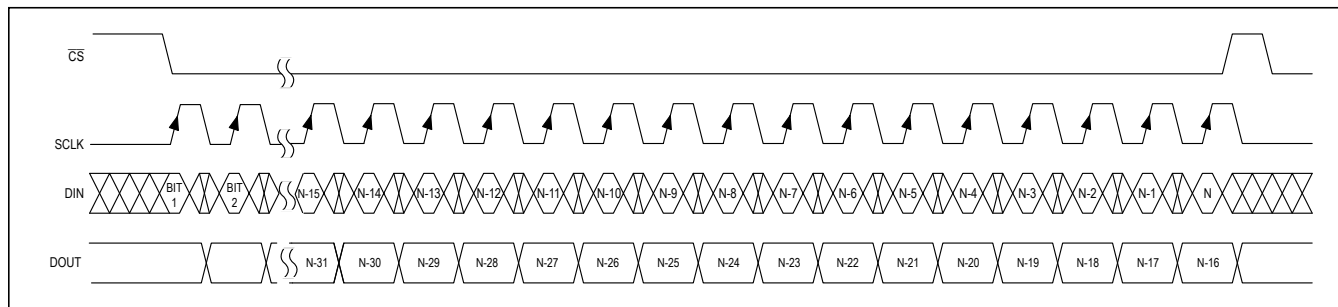 CS
SCLK
DIN BIT 1 BIT 2 N-15 N-14 N-13 N-12 N-11 N-10 N-9 N-8 N-7 N-6 N-5 N-4 N-3 N-2 N-1 N
DOUT N-31 N-30 N-29 N-28 N-27 N-26 N-25 N-24 N-23 N-22 N-21 N-20 N-19 N-18 N-17 N-16